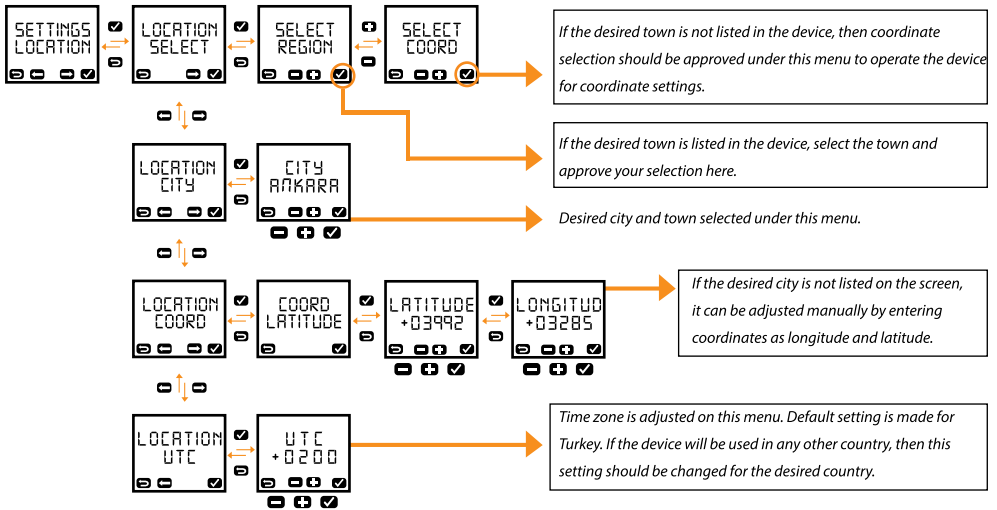 SETTINGS
LOCATION
LOCATION
SELECT
SELECT
REGION
SELECT
COORD
If the desired town is not listed in the device, then coordinate
selection should be approved under this menu to operate the device
for coordinate settings.
If the desired town is listed in the device, select the town and
approve your selection here.
LOCATION
CITY
CITY
ANKARA
Desired city and town selected under this menu.
LOCATION
COORD
COORD
LATITUDE
LATITUDE
+03992
LONGITUD
+03285
If the desired city is not listed on the screen,
it can be adjusted manually by entering
coordinates as longitude and latitude.
LOCATION
UTC
UTC
+0200
Time zone is adjusted on this menu. Default setting is made for
Turkey. If the device will be used in any other country, then this
setting should be changed for the desired country.